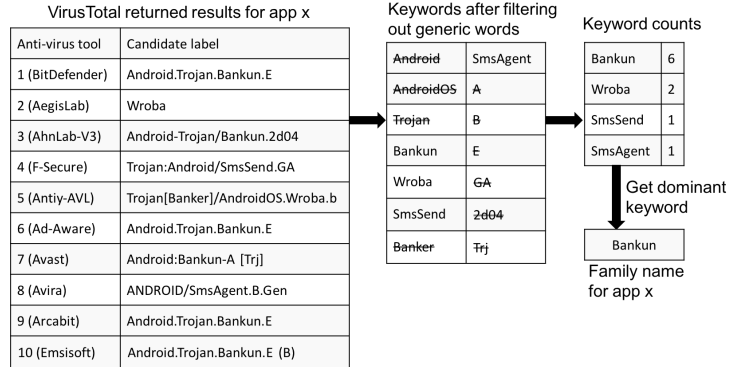 VirusTotal returned results for app x
Anti-virus tool Candidate label
1 (BitDefender) Android.Trojan.Bankun.E
2 (AegisLab) Wroba
3 (AhnLab-V3) Android-Trojan/Bankun.2d04
4 (F-Secure) Trojan:Android/SmsSend.GA
5 (Antiy-AVL) Trojan[Banker]/AndroidOS.Wroba.b
6 (Ad-Aware) Android.Trojan.Bankun.E
7 (Avast) Android:Bankun-A [Trj]
8 (Avira) ANDROID/SmsAgent.B.Gen
9 (Arcabit) Android.Trojan.Bankun.E
10 (Emsisoft) Android.Trojan.Bankun.E (B)
Keywords after filtering
out generic words
Android SmsAgent
AndroidOS A
Trojan B
Bankun E
Wroba GA
SmsSend 2d04
Banker Trj
Keyword counts
Bankun 6
Wroba 2
SmsSend 1
SmsAgent 1
Get dominant
keyword
Bankun
Family name
for app x